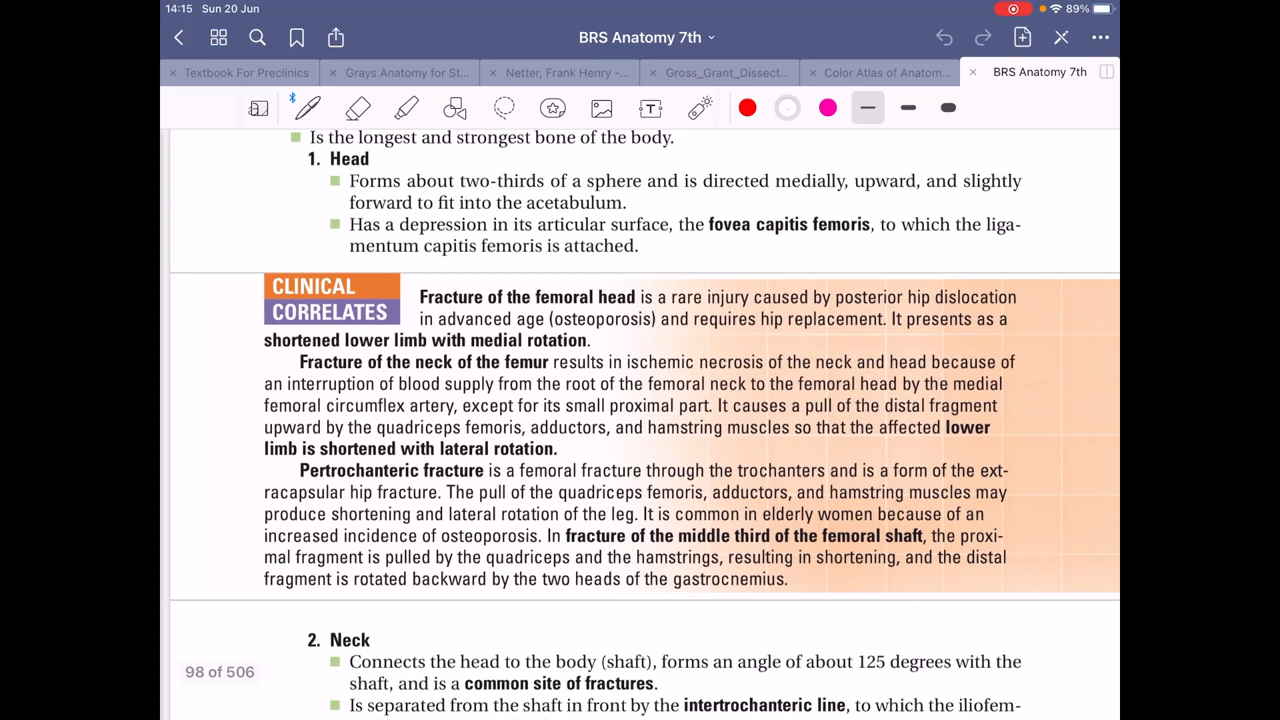 14:15 Sun 20 Jun
89%
BRS Anatomy 7th
Textbook For Preclinics
Grays Anatomy for St...
Netter, Frank Henry -...
Gross_Grant_Dissect...
Color Atlas of Anatom...
BRS Anatomy 7th
Is the longest and strongest bone of the body.
1. Head
Forms about two-thirds of a sphere and is directed medially, upward, and slightly
forward to fit into the acetabulum.
Has a depression in its articular surface, the fovea capitis femoris, to which the liga-
mentum capitis femoris is attached.
CLINICAL
CORRELATES
Fracture of the femoral head is a rare injury caused by posterior hip dislocation
in advanced age (osteoporosis) and requires hip replacement. It presents as a
shortened lower limb with medial rotation.
Fracture of the neck of the femur results in ischemic necrosis of the neck and head because of
an interruption of blood supply from the root of the femoral neck to the femoral head by the medial
femoral circumflex artery, except for its small proximal part. It causes a pull of the distal fragment
upward by the quadriceps femoris, adductors, and hamstring muscles so that the affected lower
limb is shortened with lateral rotation.
Pertrochanteric fracture is a femoral fracture through the trochanters and is a form of the ext-
racapsular hip fracture. The pull of the quadriceps femoris, adductors, and hamstring muscles may
produce shortening and lateral rotation of the leg. It is common in elderly women because of an
increased incidence of osteoporosis. In fracture of the middle third of the femoral shaft, the proxi-
mal fragment is pulled by the quadriceps and the hamstrings, resulting in shortening, and the distal
fragment is rotated backward by the two heads of the gastrocnemius.
2. Neck
Connects the head to the body (shaft), forms an angle of about 125 degrees with the
shaft, and is a common site of fractures.
Is separated from the shaft in front by the intertrochanteric line, to which the iliofem-
98 of 506